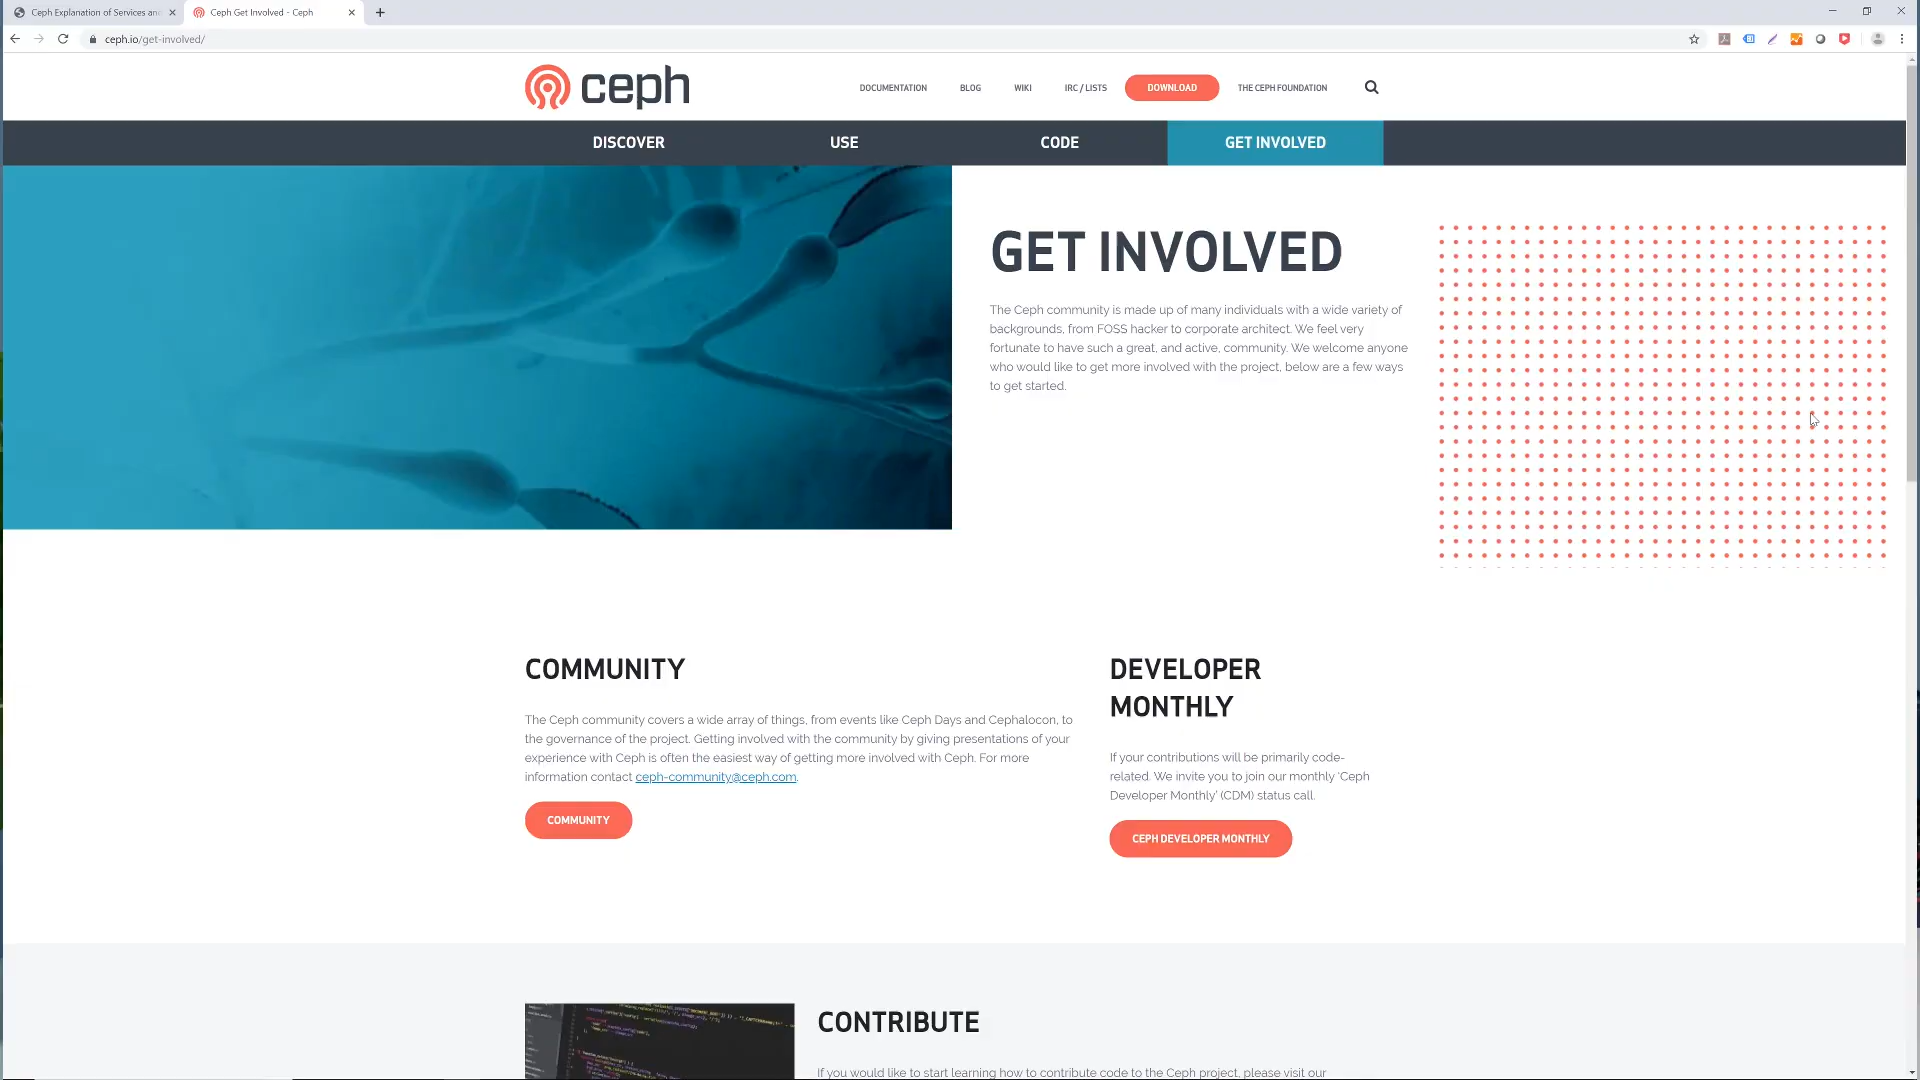 Ceph Explanation of Services an
Ceph Get Involved - Ceph
ceph.io/get-involved/
ceph
DOCUMENTATION
BLOG
WIKI
IRC / LISTS
DOWNLOAD
THE CEPH FOUNDATION
DISCOVER
USE
CODE
GET INVOLVED
GET INVOLVED
The Ceph community is made up of many individuals with a wide variety of
backgrounds, from FOSS hacker to corporate architect. We feel very
fortunate to have such a great, and active, community. We welcome anyone
who would like to get more involved with the project, below are a few ways
to get started.
COMMUNITY
The Ceph community covers a wide array of things, from events like Ceph Days and Cephalocon, to
the governance of the project. Getting involved with the community by giving presentations of your
experience with Ceph is often the easiest way of getting more involved with Ceph. For more
information contact ceph-community@ceph.com.
COMMUNITY
DEVELOPER
MONTHLY
If your contributions will be primarily code-
related. We invite you to join our monthly 'Ceph
Developer Monthly' (CDM) status call.
CEPH DEVELOPER MONTHLY
CONTRIBUTE
If you would like to start learning how to contribute code to the Ceph project, please visit our